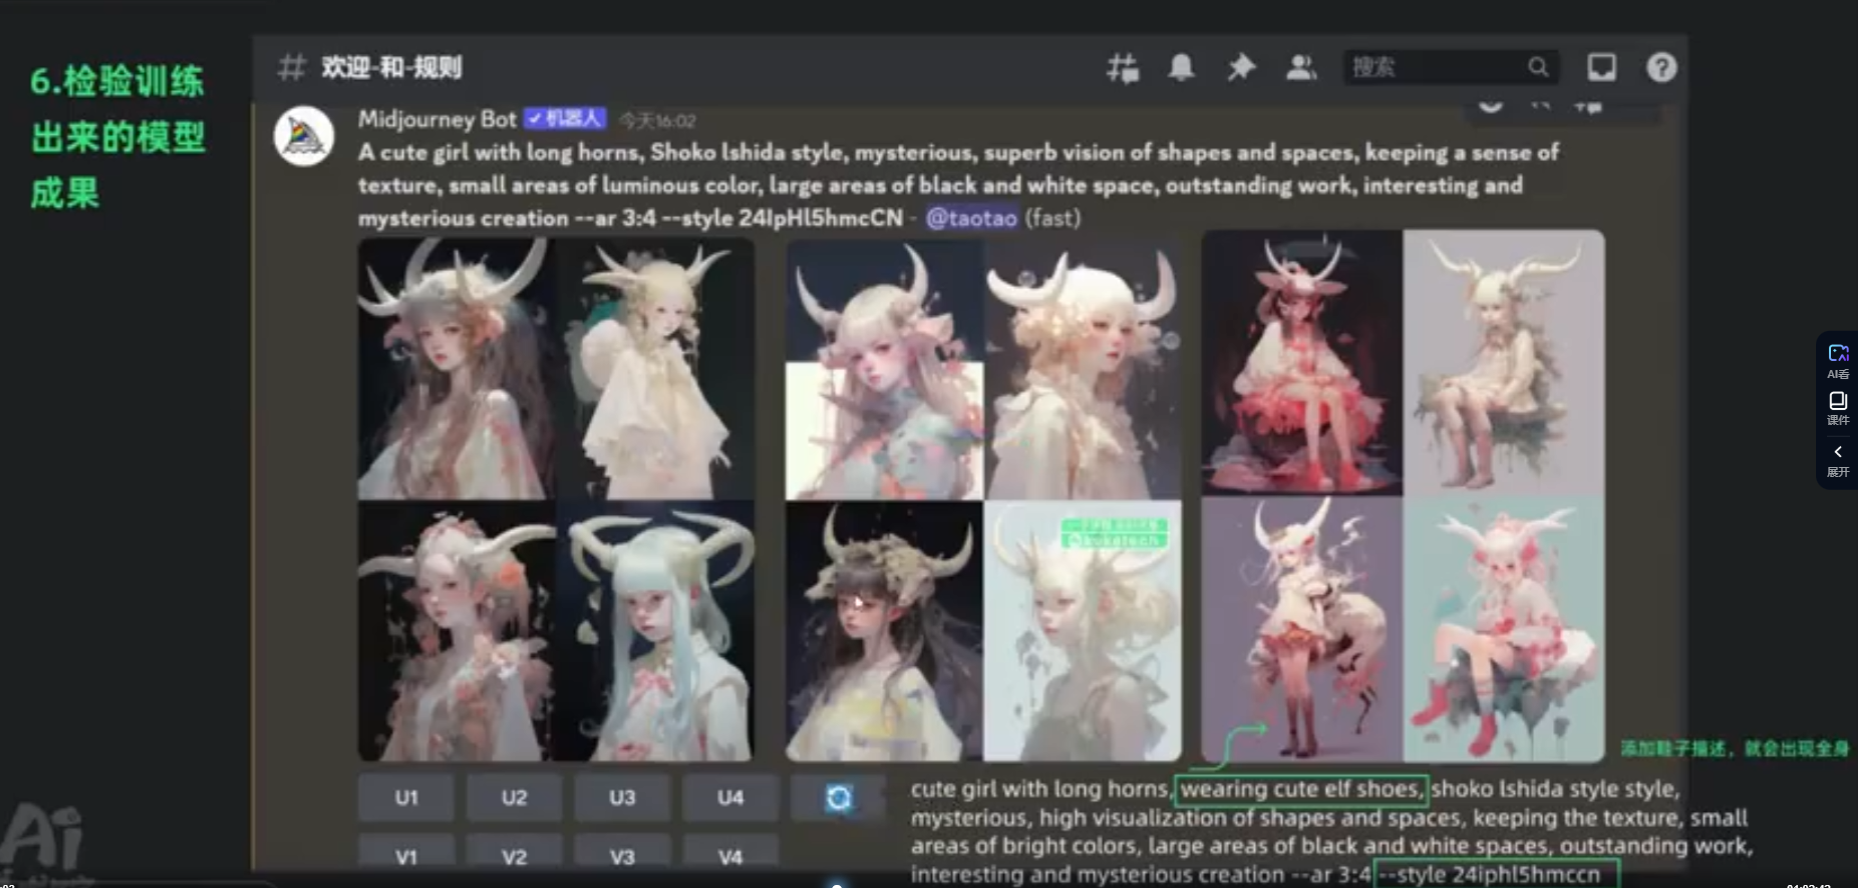 6.检验训练
出来的模型
成果
# 欢迎-和-规则
搜索
Midjourney Bot ✓机器人 今天16:02
A cute girl with long horns, Shoko lshida style, mysterious, superb vision of shapes and spaces, keeping a sense of
texture, small areas of luminous color, large areas of black and white space, outstanding work, interesting and
mysterious creation --ar 3:4 --style 24IpHl5hmcCN - @taotao (fast)
AI看
课件
展开
添加鞋子描述，就会出现全身
U1 U2 U3 U4
V1 V2 V3 V4
cute girl with long horns, wearing cute elf shoes, shoko lshida style style,
mysterious, high visualization of shapes and spaces, keeping the texture, small
areas of bright colors, large areas of black and white spaces, outstanding work,
interesting and mysterious creation --ar 3:4 --style 24iphl5hmccn
Ai